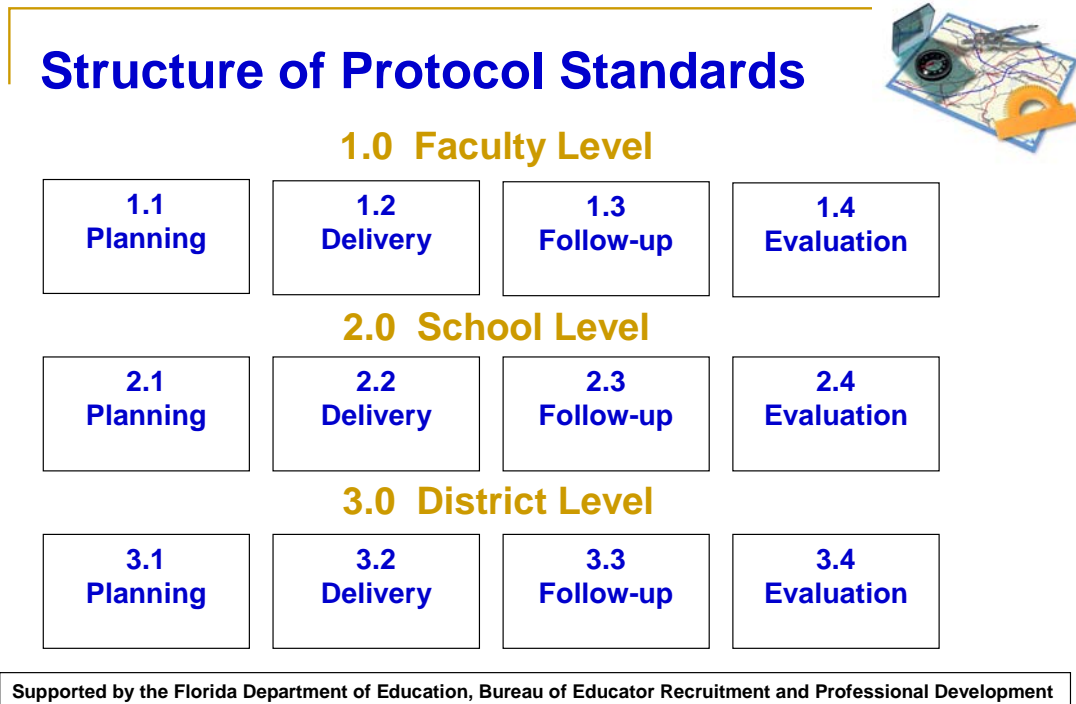 Structure of Protocol Standards
1.0 Faculty Level
1.1
Planning
1.2
Delivery
1.3
Follow-up
1.4
Evaluation
2.0 School Level
2.1
Planning
2.2
Delivery
2.3
Follow-up
2.4
Evaluation
3.0 District Level
3.1
Planning
3.2
Delivery
3.3
Follow-up
3.4
Evaluation
Supported by the Florida Department of Education, Bureau of Educator Recruitment and Professional Development